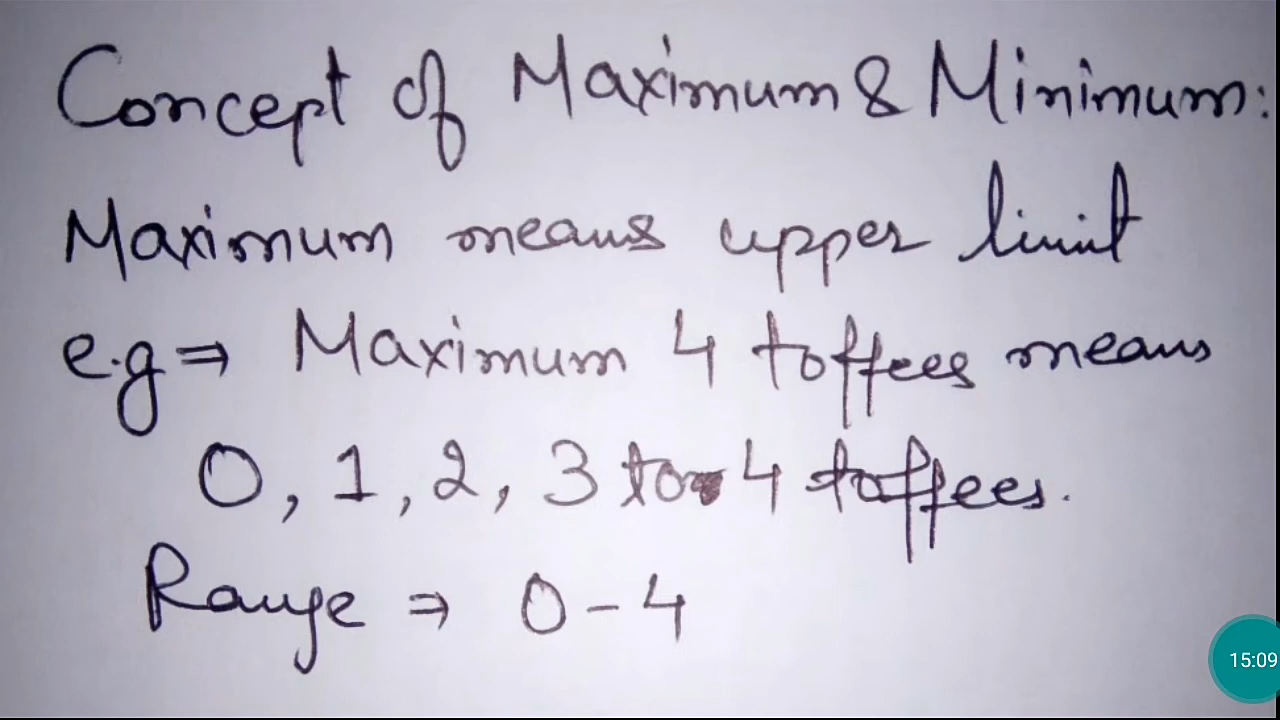 Concept of Maximum & Minimum:
Maximum means upper limit
e.g ⇒ Maximum 4 toffees means
0, 1, 2, 3 to 4 toffees.
Range ⇒ 0-4
15:09